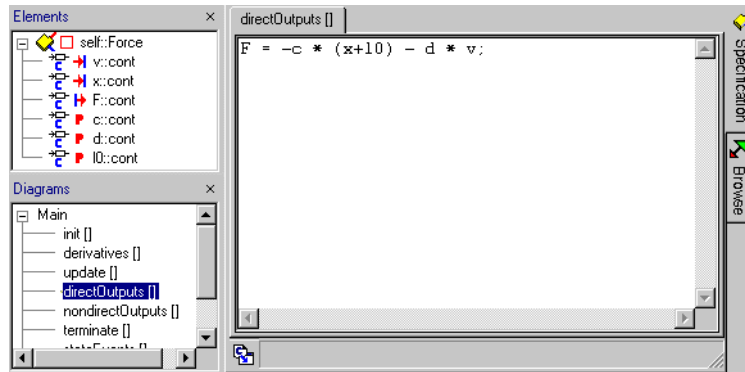 Elements ×
self::Force
v::cont
x::cont
F::cont
c::cont
d::cont
l0::cont
Diagrams ×
Main
init []
derivatives []
update []
directOutputs []
nondirectOutputs []
terminate []
directOutputs []
F = -c * (x+l0) - d * v;
Specification
Browse